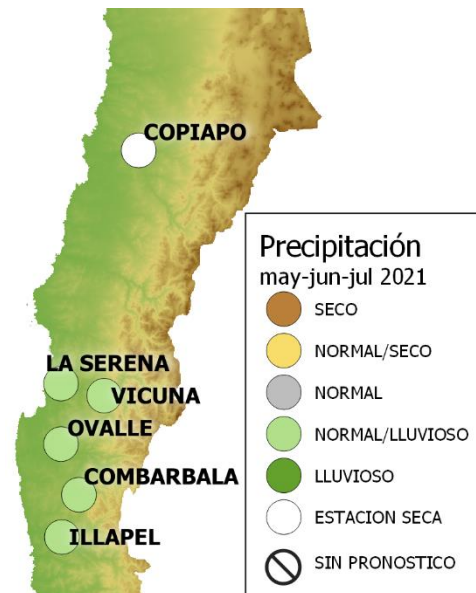 COPIAPO
LA SERENA
VICUNA
OVALLE
COMBARBALA
ILLAPEL
Precipitación
may-jun-jul 2021
SECO
NORMAL/SECO
NORMAL
NORMAL/LLUVIOSO
LLUVIOSO
ESTACION SECA
SIN PRONOSTICO